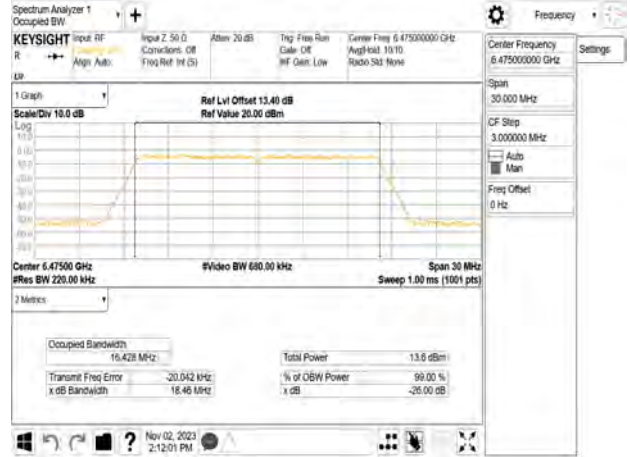 Spectrum Analyzer 1
Occupied BW
+
Frequency
KEYSIGHT
Input: RF
Input Z: 50 Ω
Atten: 20 dB
Trig: Free Run
Center Freq: 6.475000000 GHz
R
Corrections: Off
Gate: Off
Avg|Hold: 10/10
Align: Auto
Freq Ref: Int (S)
#IF Gain: Low
Radio Std: None
Center Frequency
6.475000000 GHz
Settings
Span
30.000 MHz
CF Step
3.000000 MHz
Auto
Man
Freq Offset
0 Hz
1 Graph
Ref Lvl Offset 13.40 dB
Scale/Div 10.0 dB
Ref Value 20.00 dBm
Log
10.0
0.00
Center 6.47500 GHz
#Video BW 680.00 kHz
Span 30 MHz
#Res BW 220.00 kHz
Sweep 1.00 ms (1001 pts)
2 Metrics
Occupied Bandwidth
16.428 MHz
Total Power
13.6 dBm
Transmit Freq Error
-20.042 kHz
% of OBW Power
99.00 %
x dB Bandwidth
18.46 MHz
x dB
-26.00 dB
?
Nov 02, 2023
2:12:01 PM